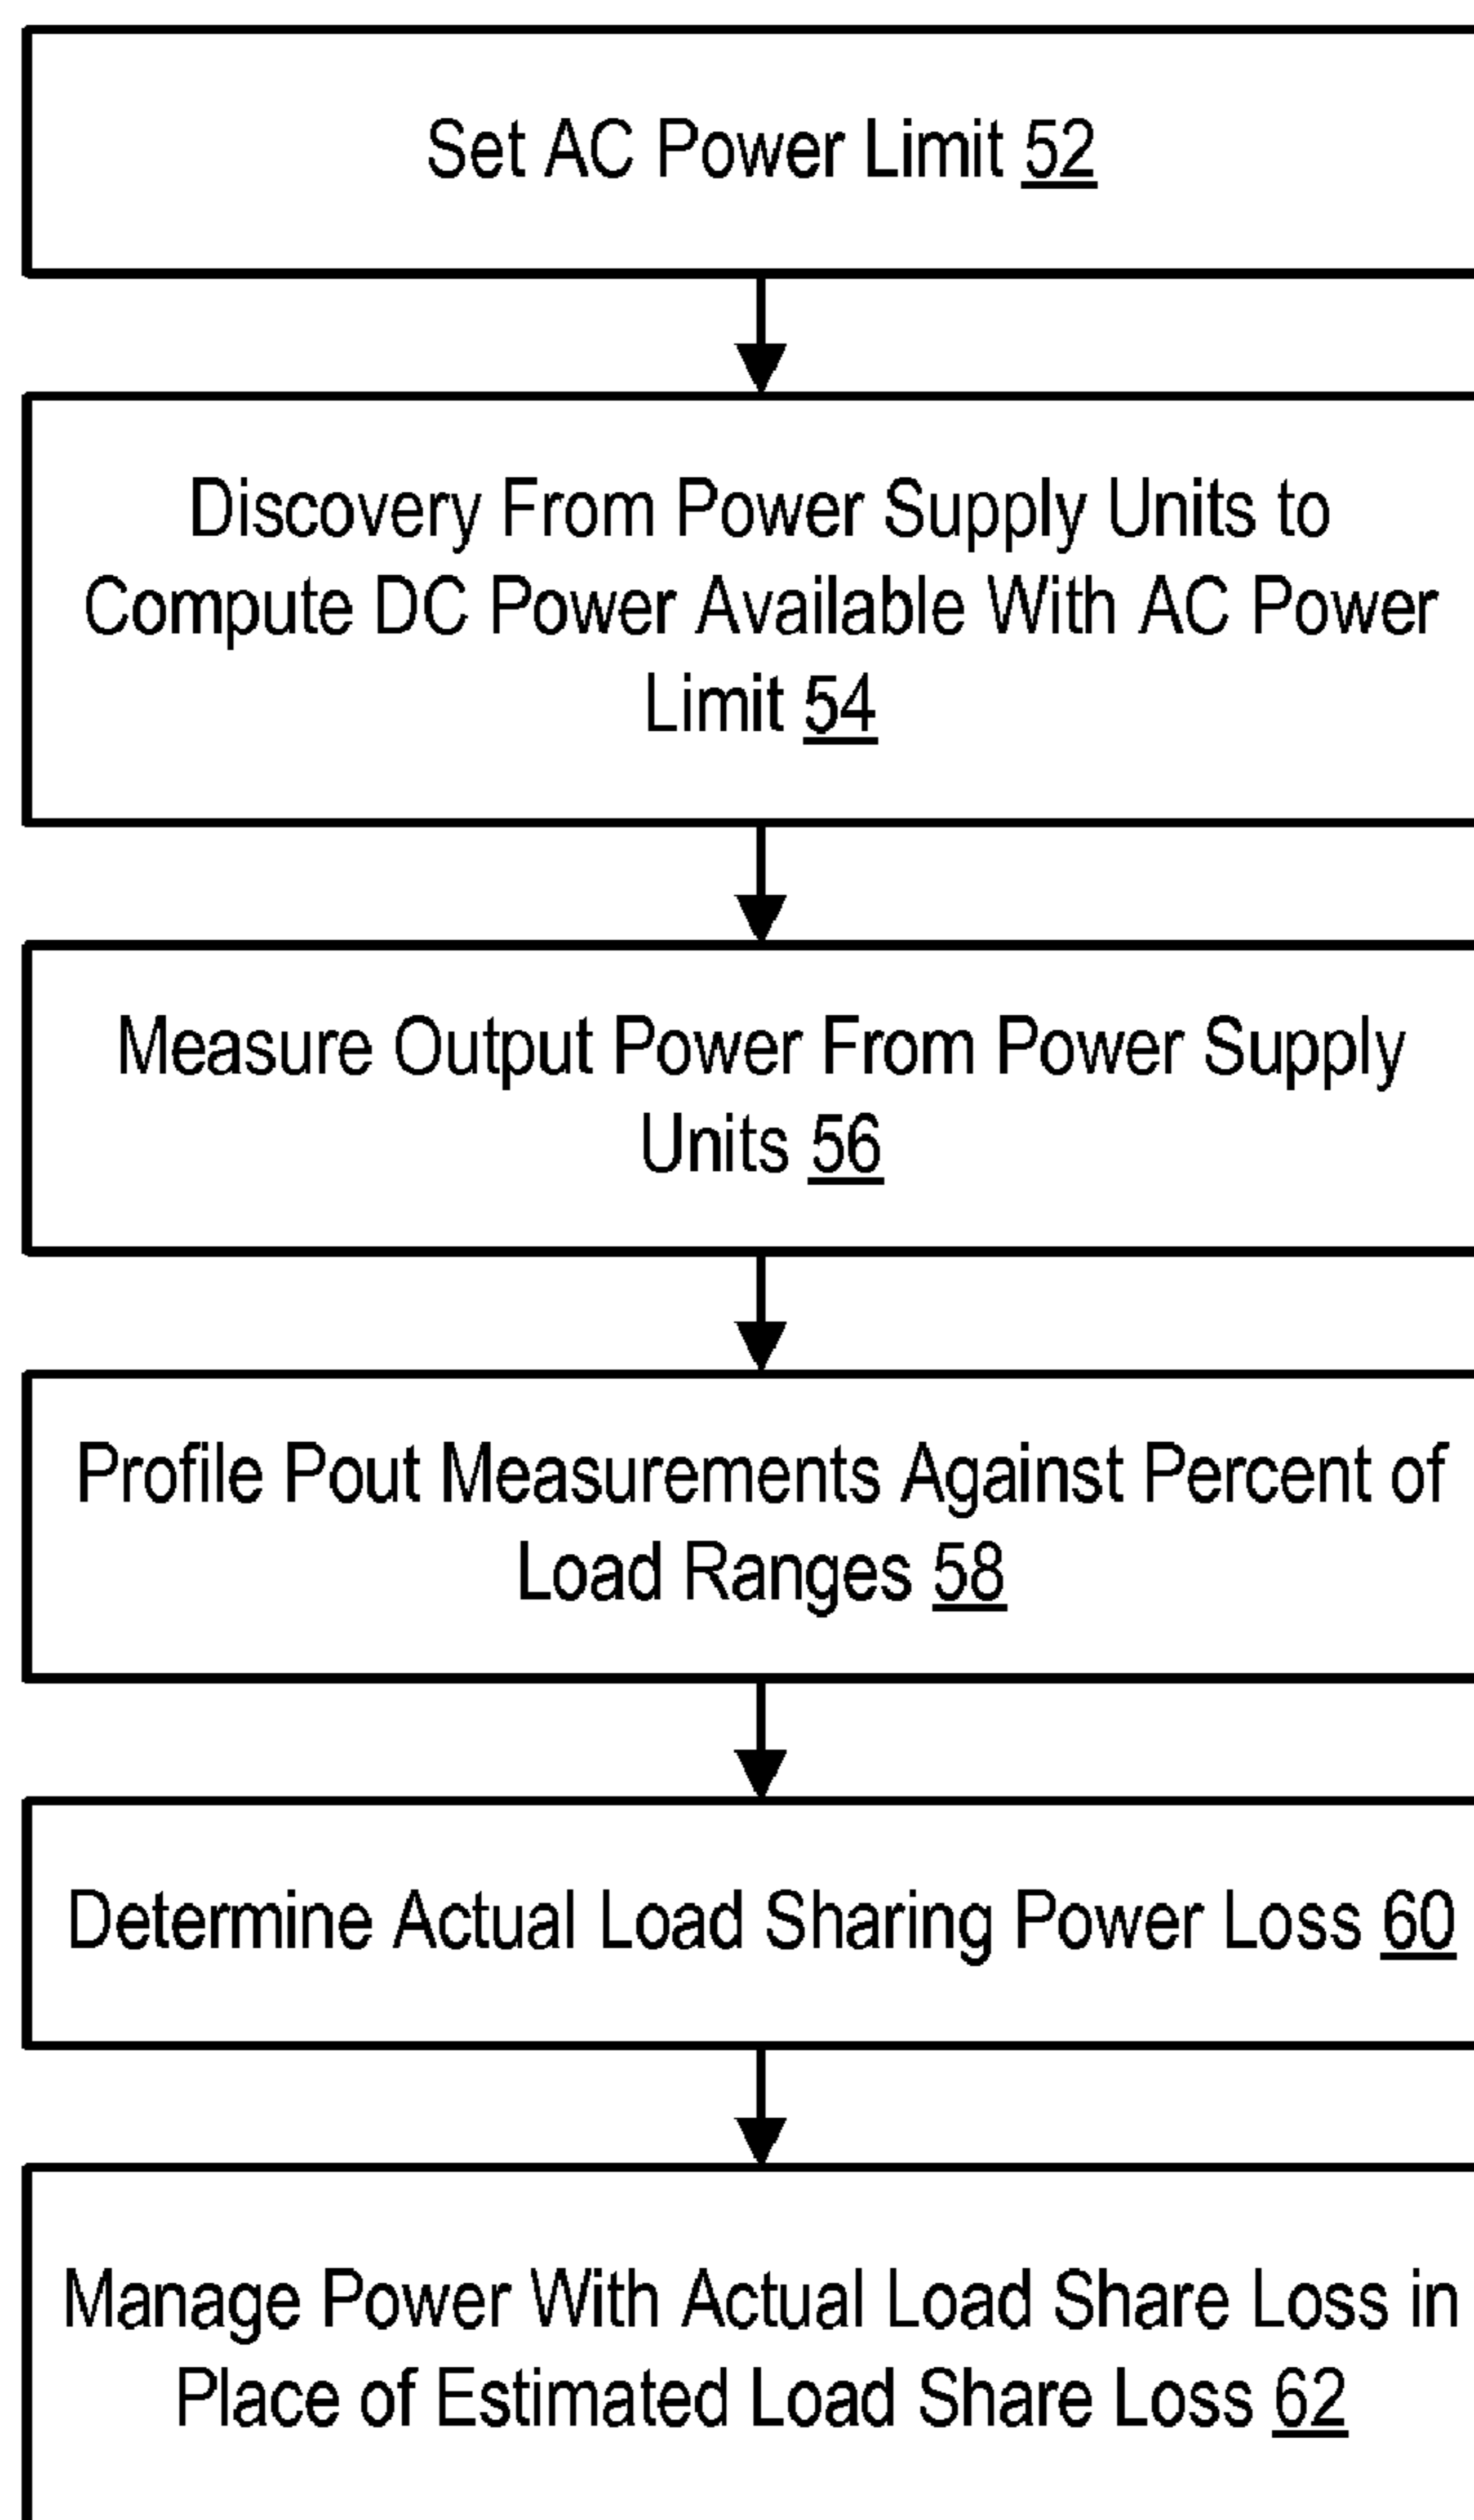 Set AC Power Limit 52
Discovery From Power Supply Units to
Compute DC Power Available With AC Power
Limit 54
Measure Output Power From Power Supply
Units 56
Profile Pout Measurements Against Percent of
Load Ranges 58
Determine Actual Load Sharing Power Loss 60
Manage Power With Actual Load Share Loss in
Place of Estimated Load Share Loss 62